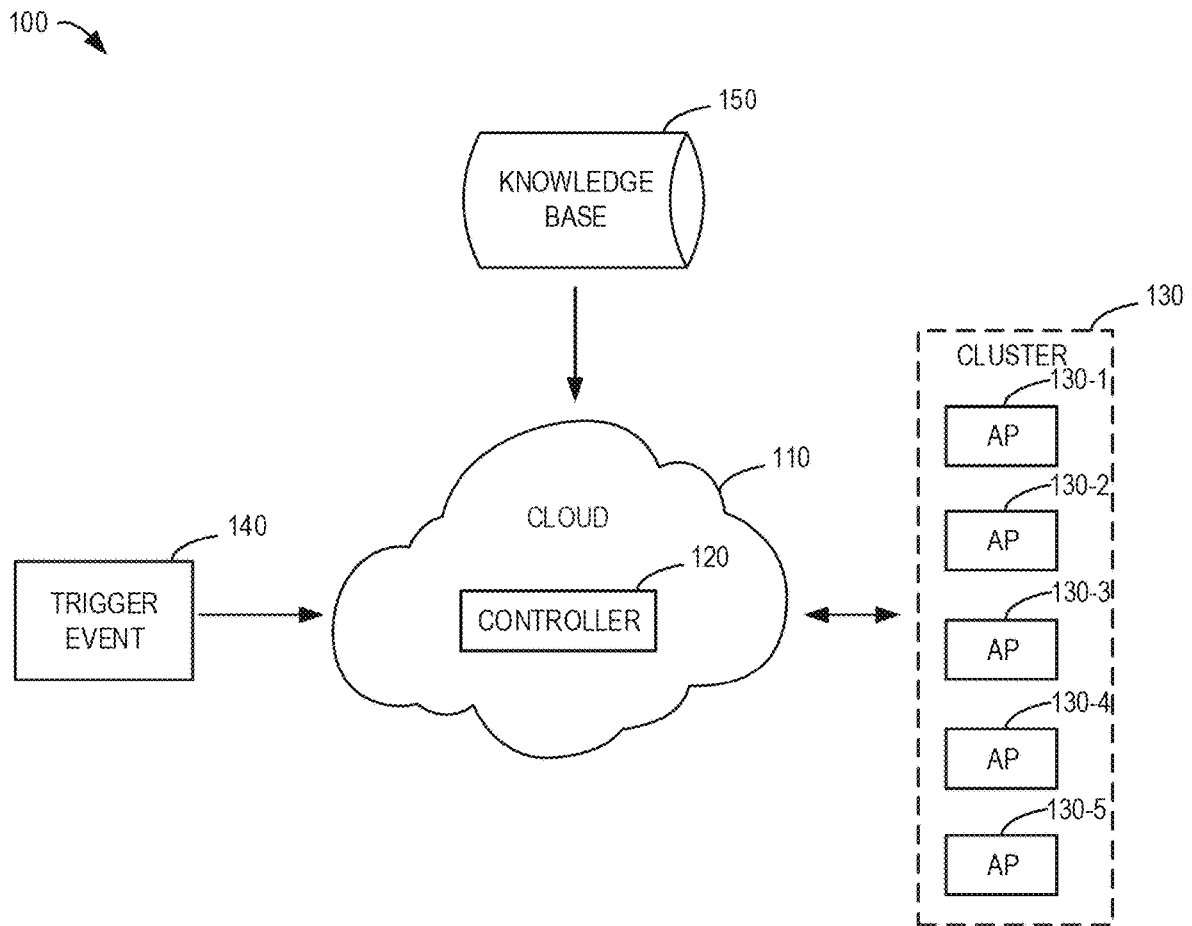 100
150
KNOWLEDGE
BASE
130
CLUSTER
130-1
AP
110
CLOUD
130-2
AP
140
120
TRIGGER
EVENT
CONTROLLER
130-3
AP
130-4
AP
130-5
AP